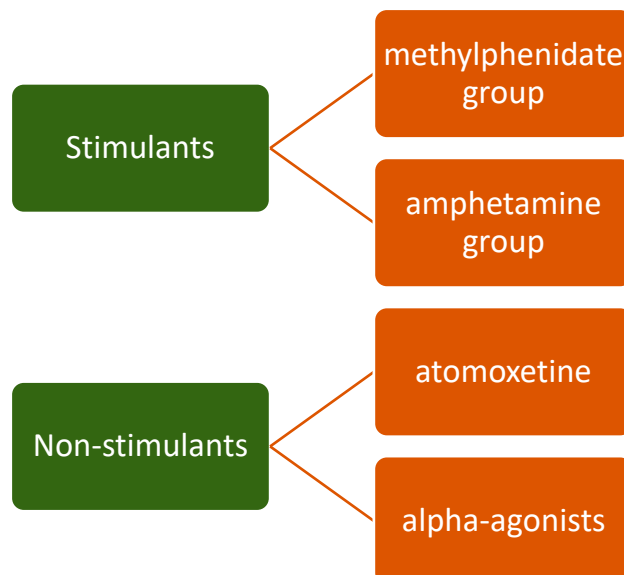 Stimulants
methylphenidate
group
amphetamine
group
Non-stimulants
atomoxetine
alpha-agonists